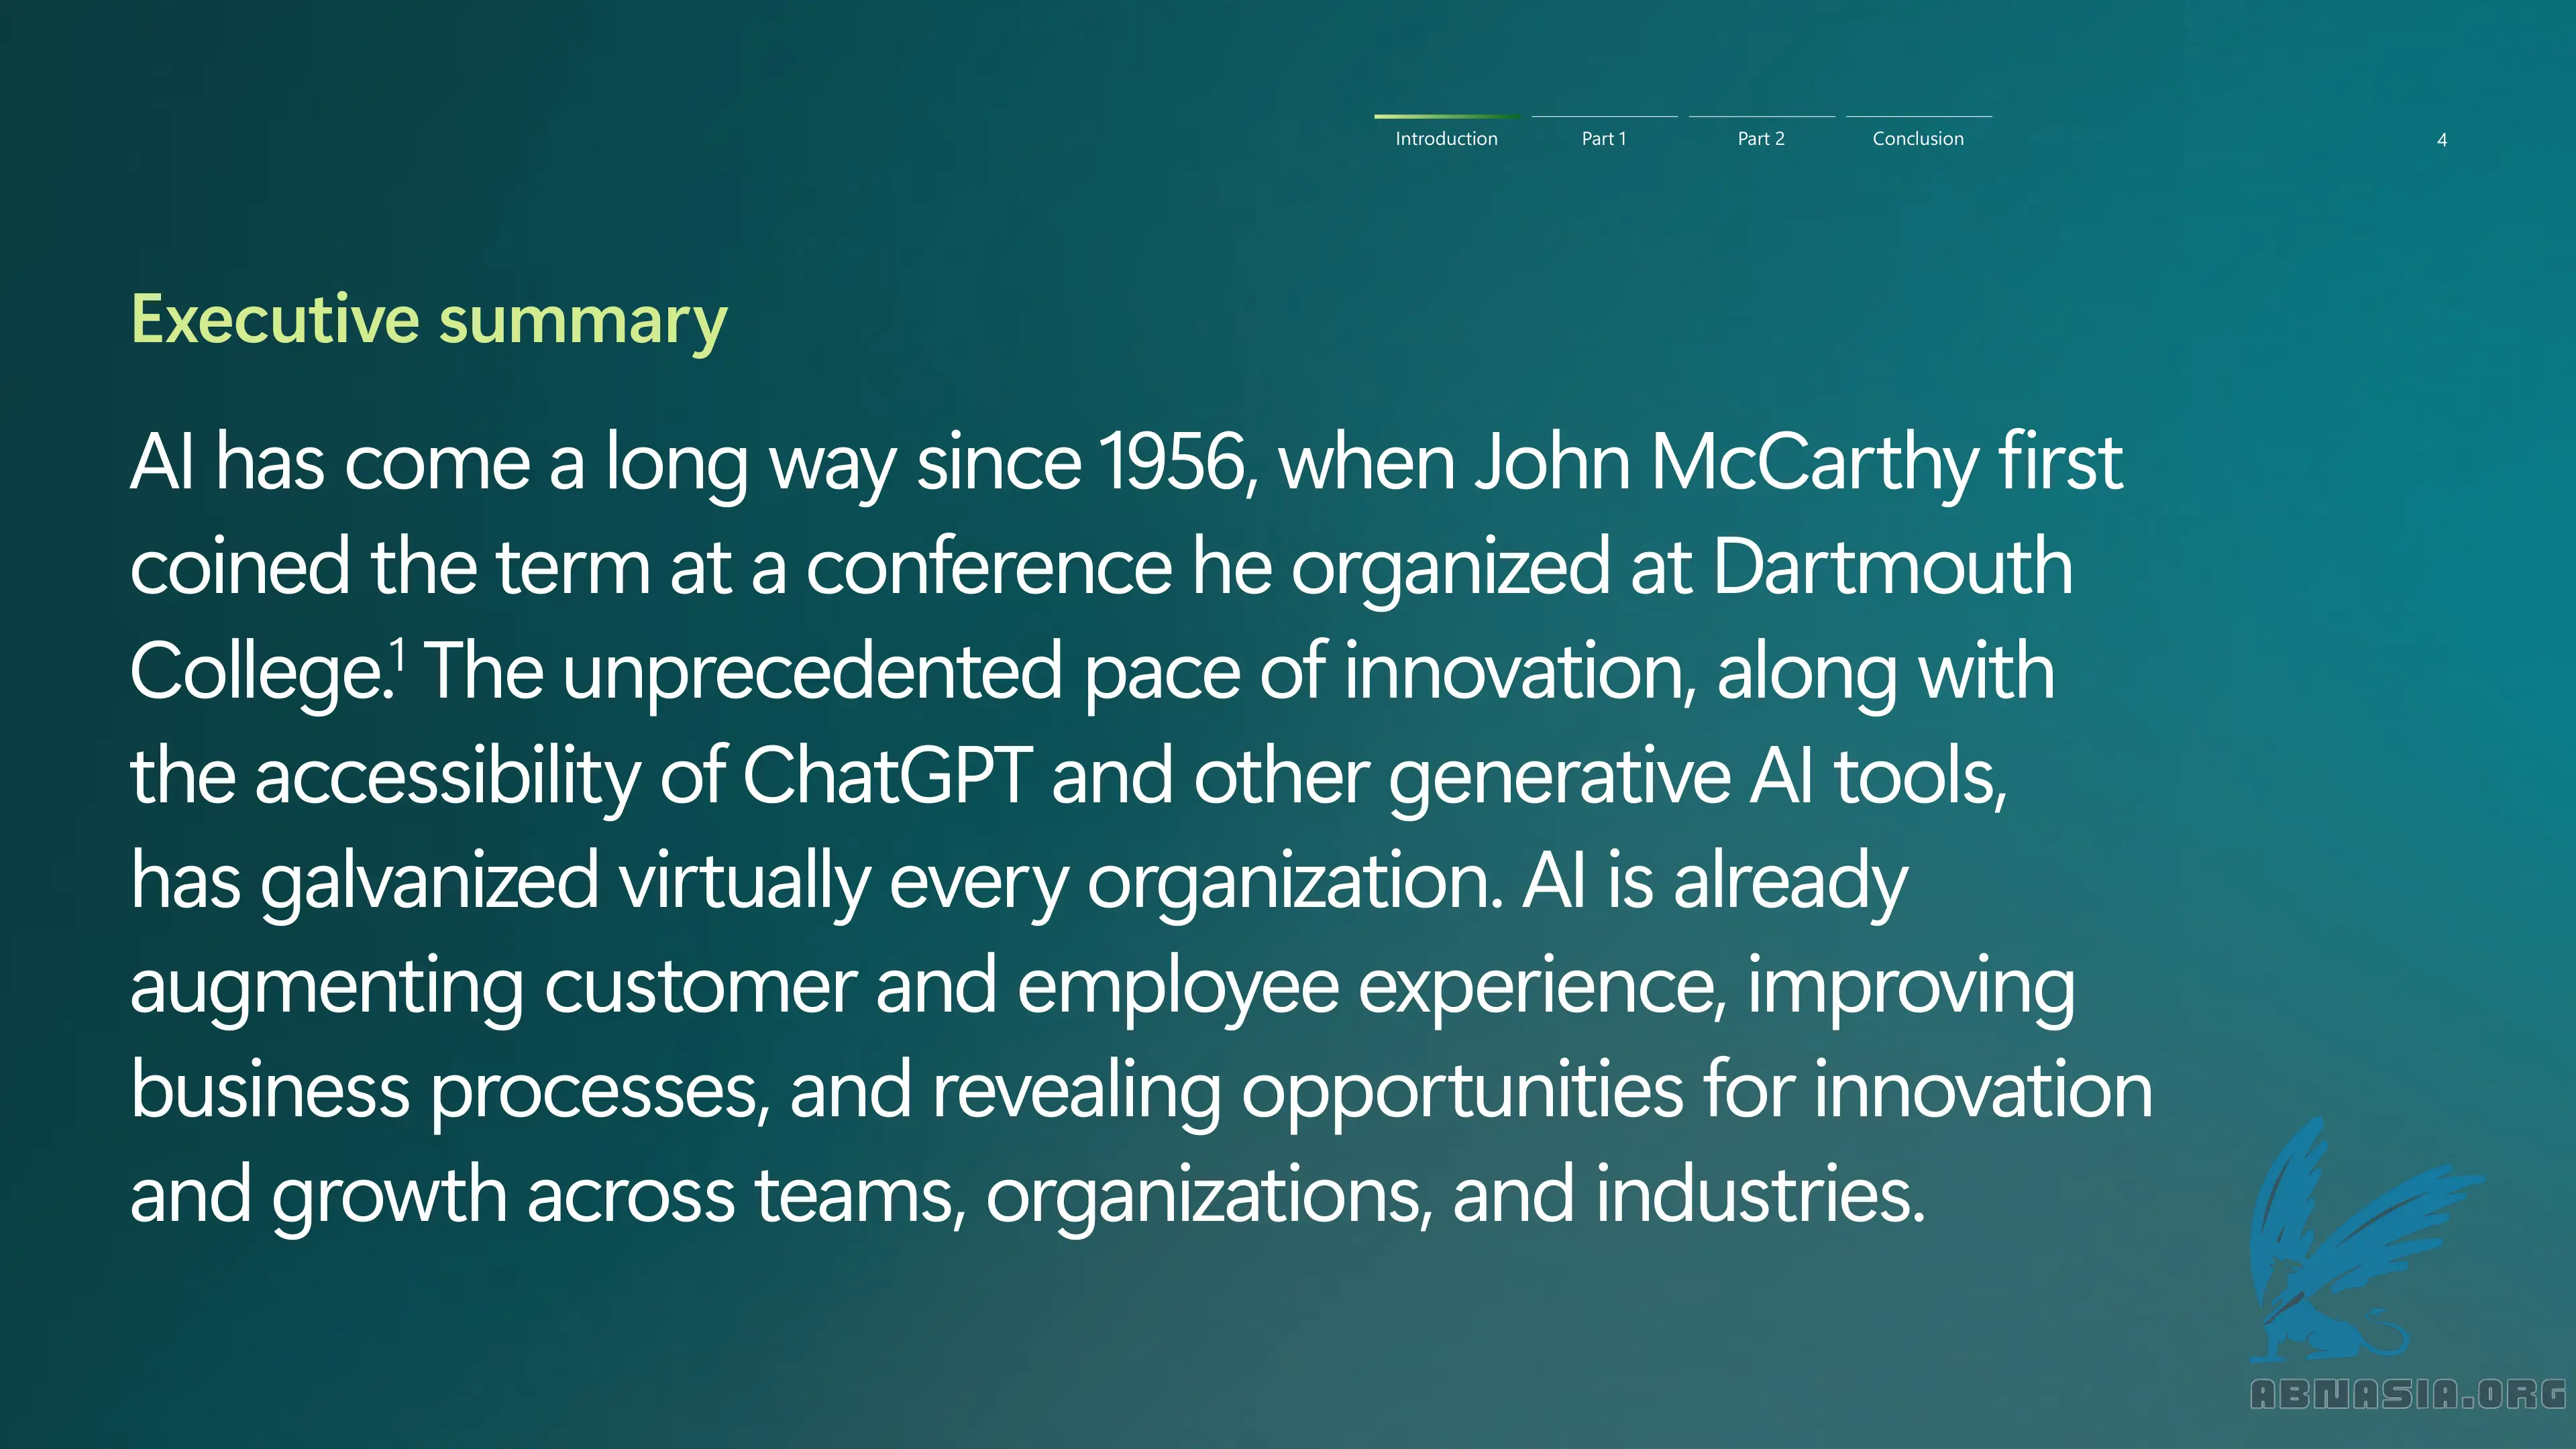 Introduction
Part 1
Part 2
Conclusion
4
Executive summary
AI has come a long way since 1956, when John McCarthy first
coined the term at a conference he organized at Dartmouth
College.¹ The unprecedented pace of innovation, along with
the accessibility of ChatGPT and other generative AI tools,
has galvanized virtually every organization. AI is already
augmenting customer and employee experience, improving
business processes, and revealing opportunities for innovation
and growth across teams, organizations, and industries.
ABNASIA.ORG